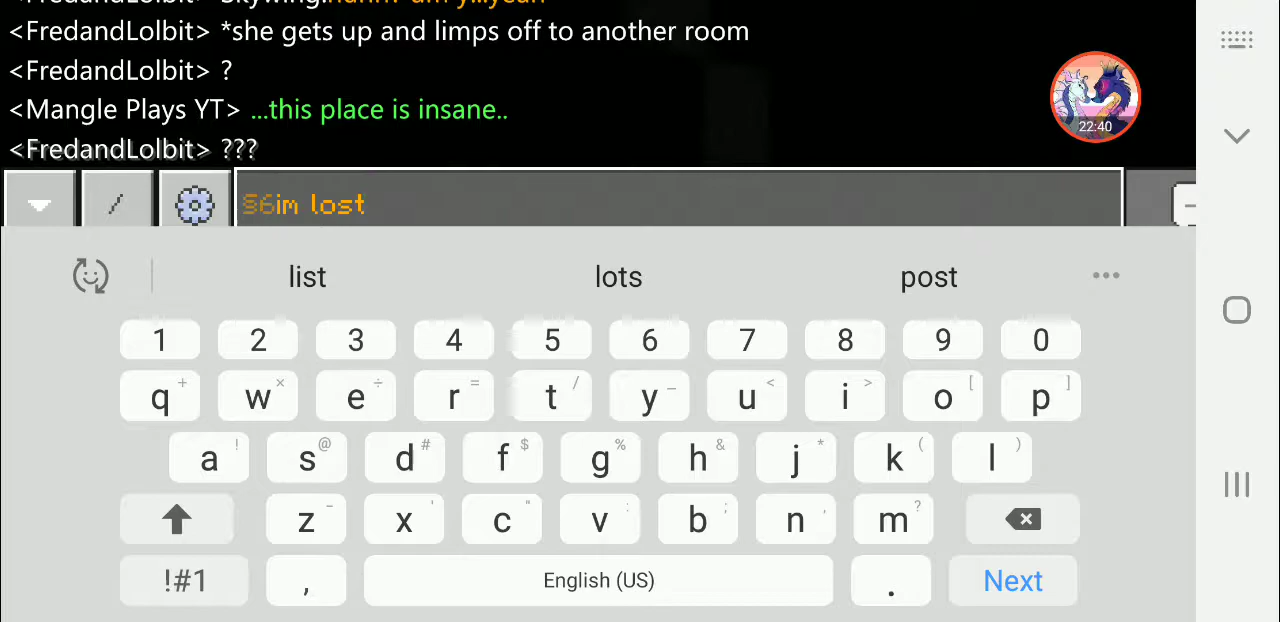 <FredandLolbit> *she gets up and limps off to another room
<FredandLolbit> ?
<Mangle Plays YT> ...this place is insane..
<FredandLolbit> ???
22:40
/ §6im lost
list lots post
1 2 3 4 5 6 7 8 9 0
q + w × e ÷ r = t / y _ u < i > o [ p ]
a ! s @ d # f $ g % h & j * k ( l )
z - x ' c " v : b ; n , m ?
!#1 , English (US) . Next